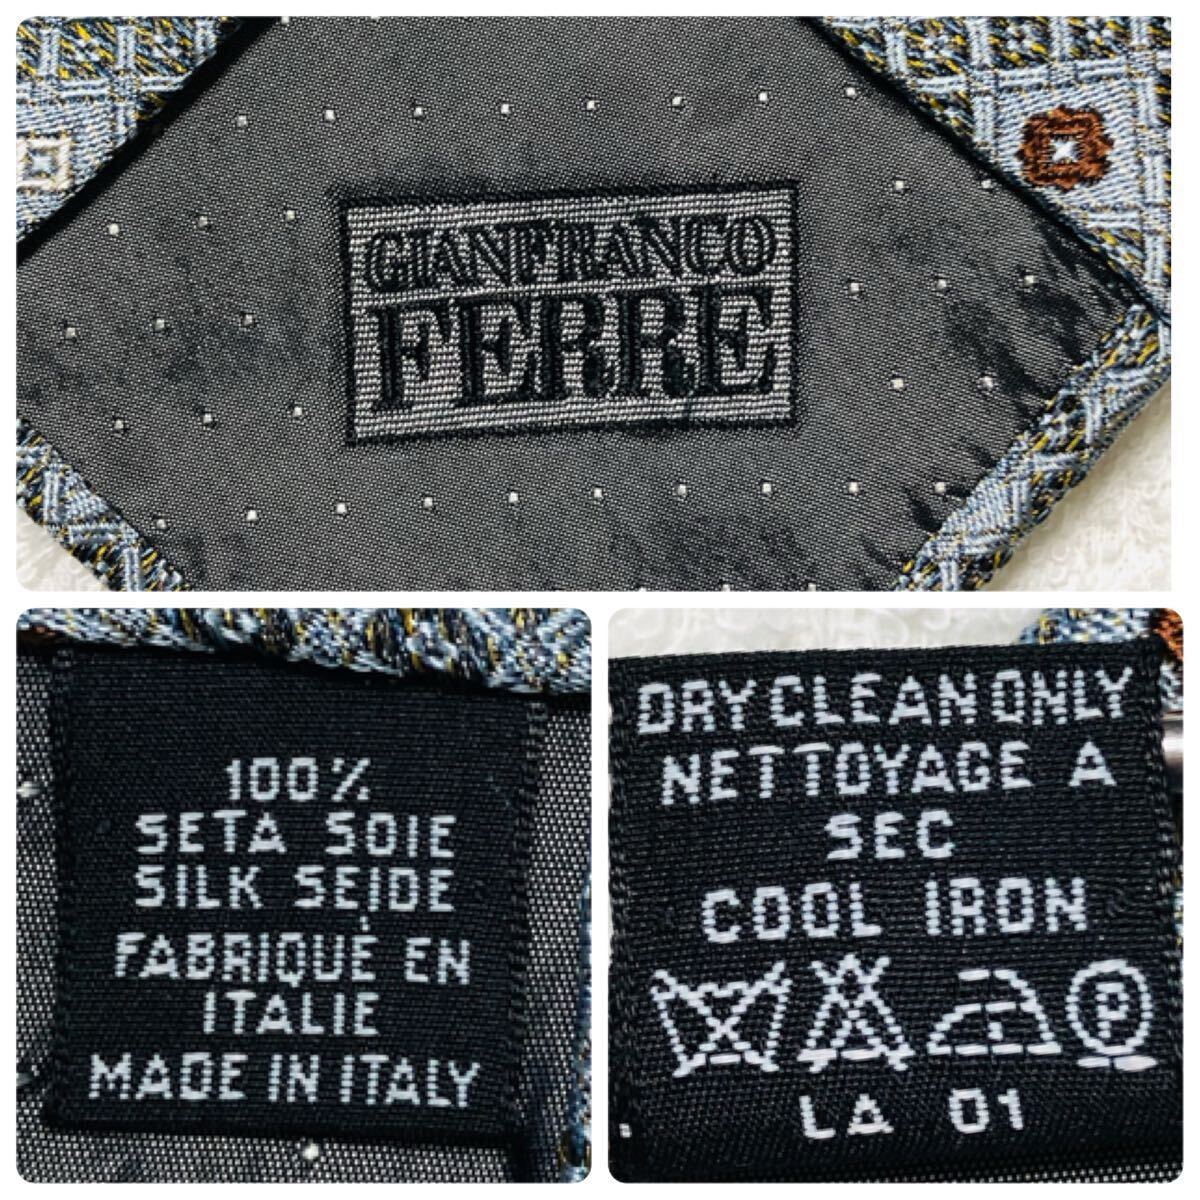 GIANFRANCO
FERRE
100%
SETA SOIE
SILK SEIDE
FABRIQUÉ EN
ITALIE
MADE IN ITALY
DRY CLEAN ONLY
NETTOYAGE A
SEC
COOL IRON
P
LA 01